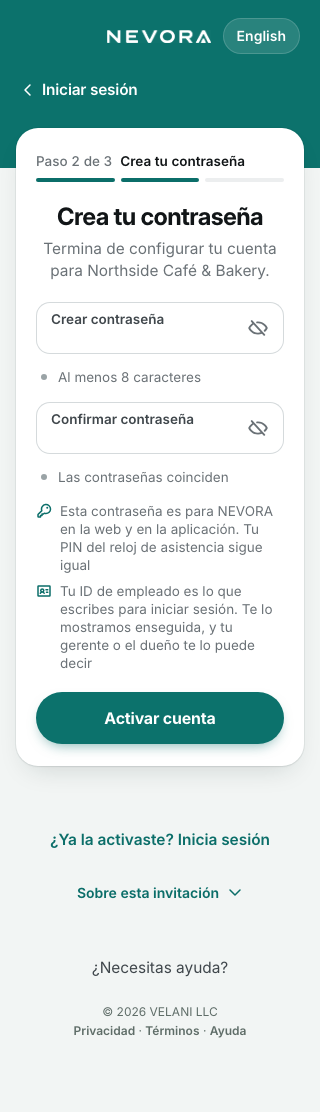 NEVORA
English
Iniciar sesión
Paso 2 de 3 Crea tu contraseña
Crea tu contraseña
Termina de configurar tu cuenta
para Northside Café & Bakery.
Crear contraseña
Al menos 8 caracteres
Confirmar contraseña
Las contraseñas coinciden
Esta contraseña es para NEVORA
en la web y en la aplicación. Tu
PIN del reloj de asistencia sigue
igual
Tu ID de empleado es lo que
escribes para iniciar sesión. Te lo
mostramos enseguida, y tu
gerente o el dueño te lo puede
decir
Activar cuenta
¿Ya la activaste? Inicia sesión
Sobre esta invitación
¿Necesitas ayuda?
© 2026 VELANI LLC
Privacidad · Términos · Ayuda